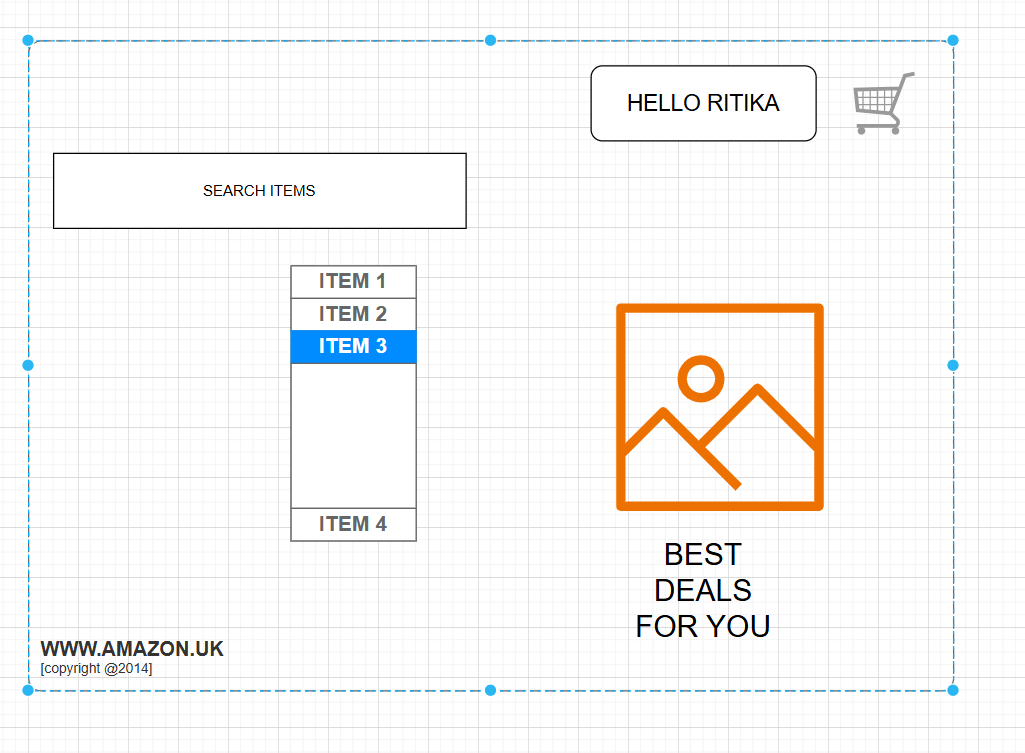 HELLO RITIKA
SEARCH ITEMS
ITEM 1
ITEM 2
ITEM 3
ITEM 4
BEST
DEALS
FOR YOU
WWW.AMAZON.UK
[copyright @2014]